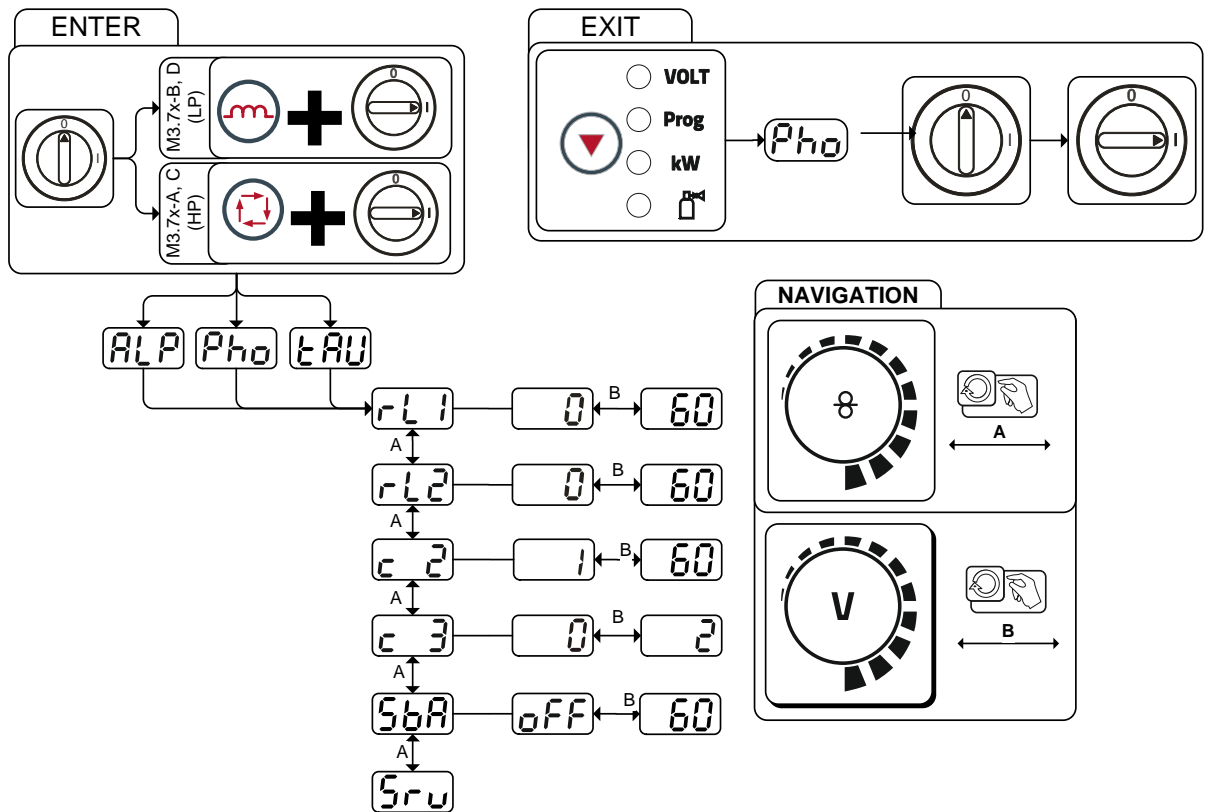 ENTER
0
I
M3.7x-B, D
(LP)
0
I
M3.7x-A, C
(HP)
0
I
EXIT
VOLT
Prog
kW
Pho
0
I
0
I
ALP
Pho
tAU
rL1
0
B
60
A
rL2
0
B
60
A
c 2
1
B
60
A
c 3
0
B
2
A
SbA
oFF
B
60
A
Srv
NAVIGATION
A
V
B